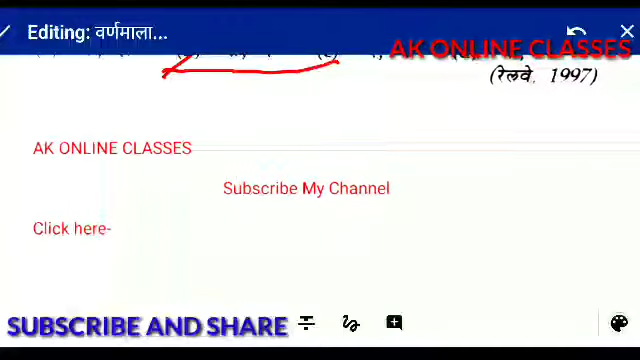 Editing: वर्णमाला...
AK ONLINE CLASSES
(रेलवे. 1997)
AK ONLINE CLASSES
Subscribe My Channel
Click here-
SUBSCRIBE AND SHARE